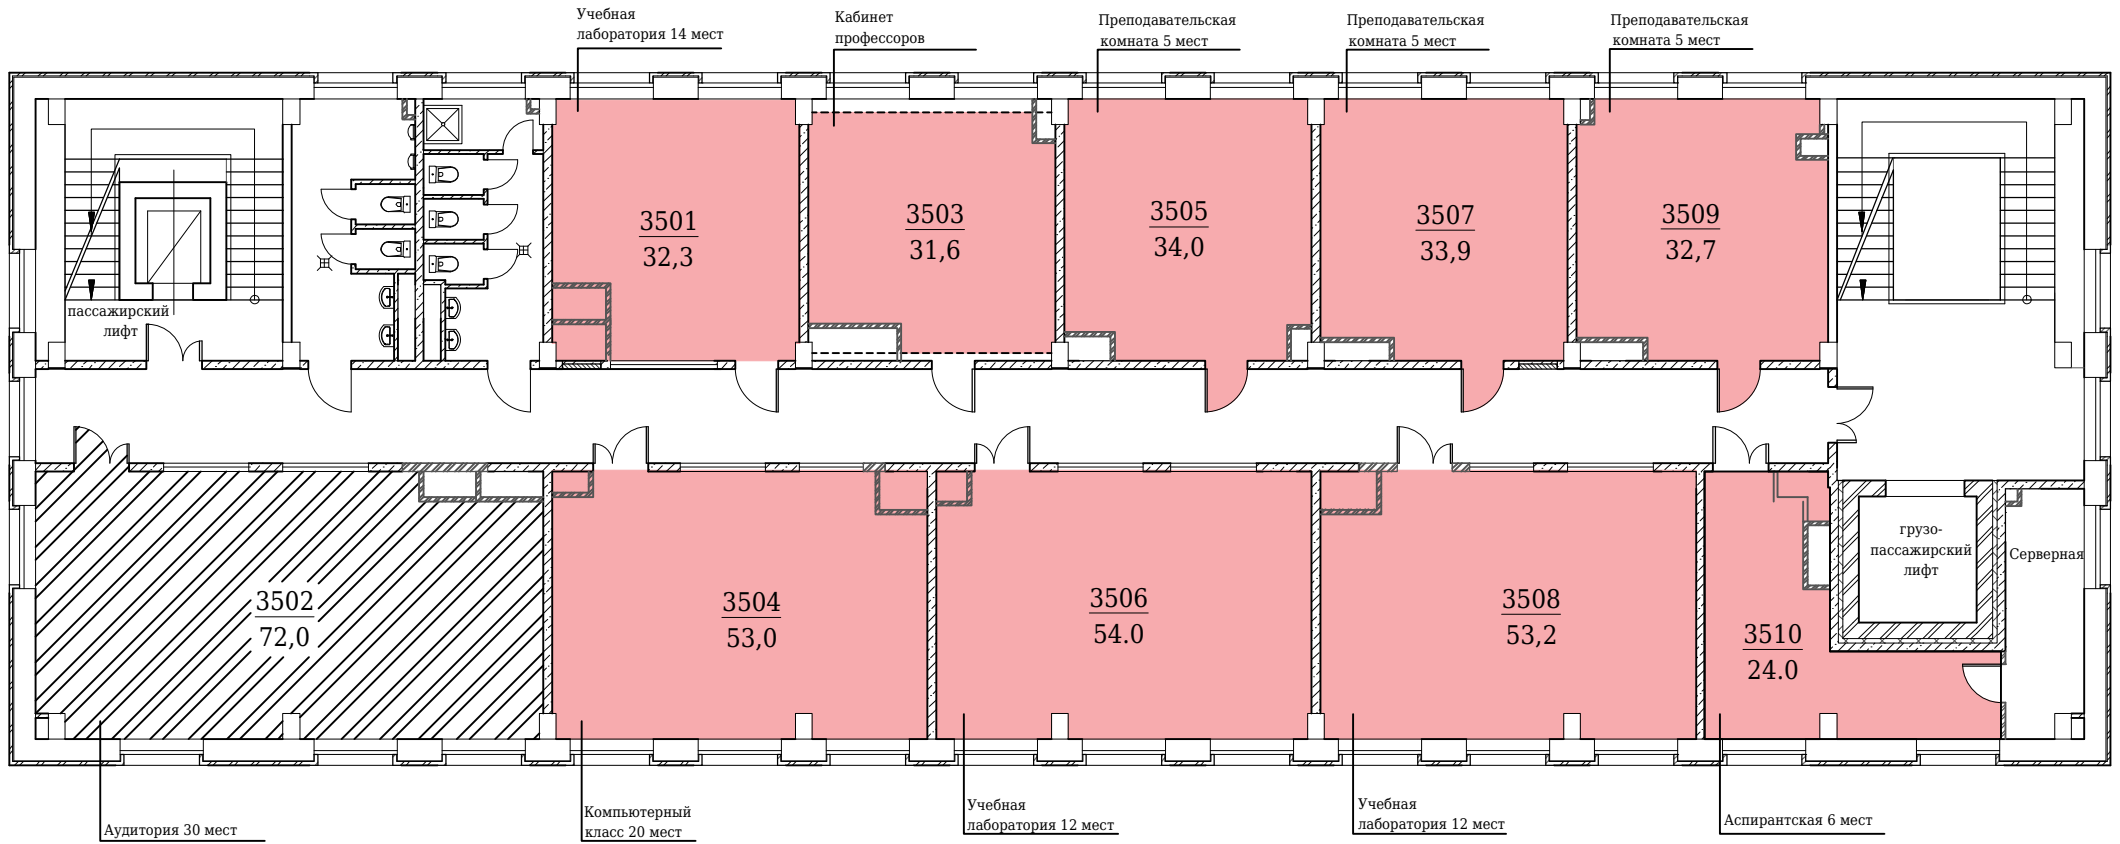 Учебная
лаборатория 14 мест
Кабинет
профессоров
Преподавательская
комната 5 мест
Преподавательская
комната 5 мест
Преподавательская
комната 5 мест
3501
32,3
3503
31,6
3505
34,0
3507
33,9
3509
32,7
пассажирский
лифт
3502
72,0
3504
53,0
3506
54.0
3508
53,2
3510
24.0
грузо-
пассажирский
лифт
Серверная
Аудитория 30 мест
Компьютерный
класс 20 мест
Учебная
лаборатория 12 мест
Учебная
лаборатория 12 мест
Аспирантская 6 мест